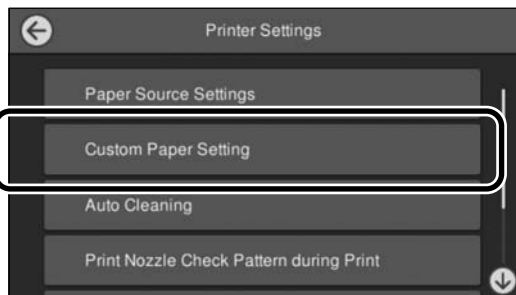 Printer Settings
Paper Source Settings
Custom Paper Setting
Auto Cleaning
Print Nozzle Check Pattern during Print